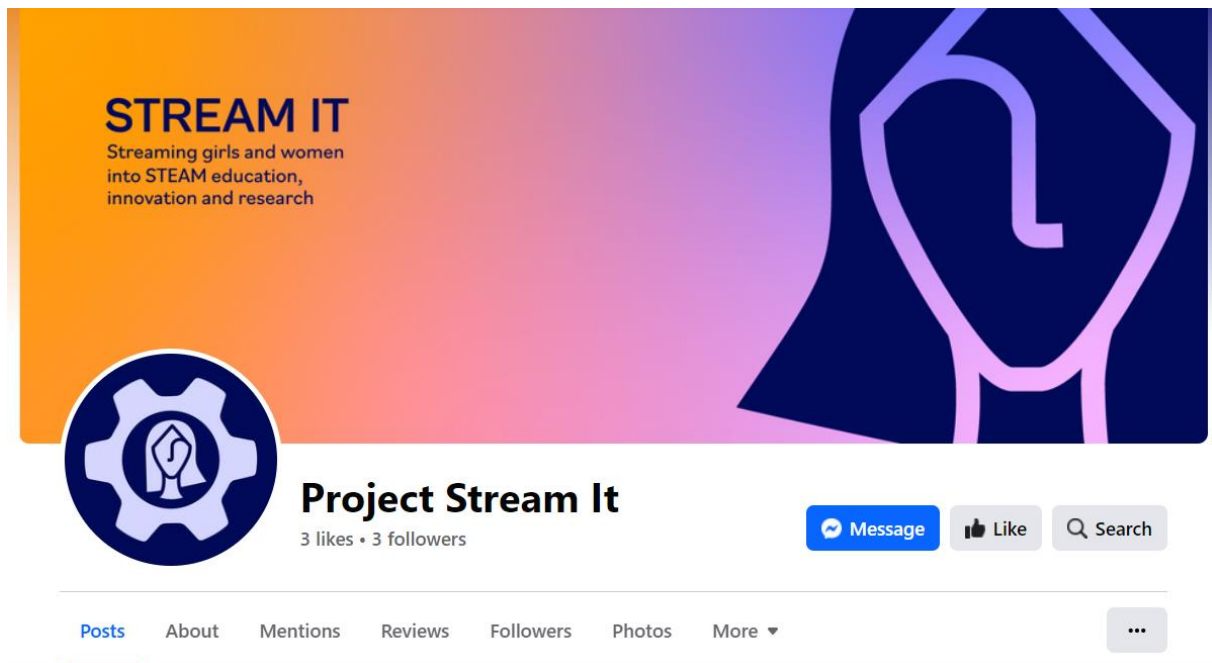 STREAM IT
Streaming girls and women
into STEAM education,
innovation and research
Project Stream It
3 likes • 3 followers
Message Like Search
Posts About Mentions Reviews Followers Photos More